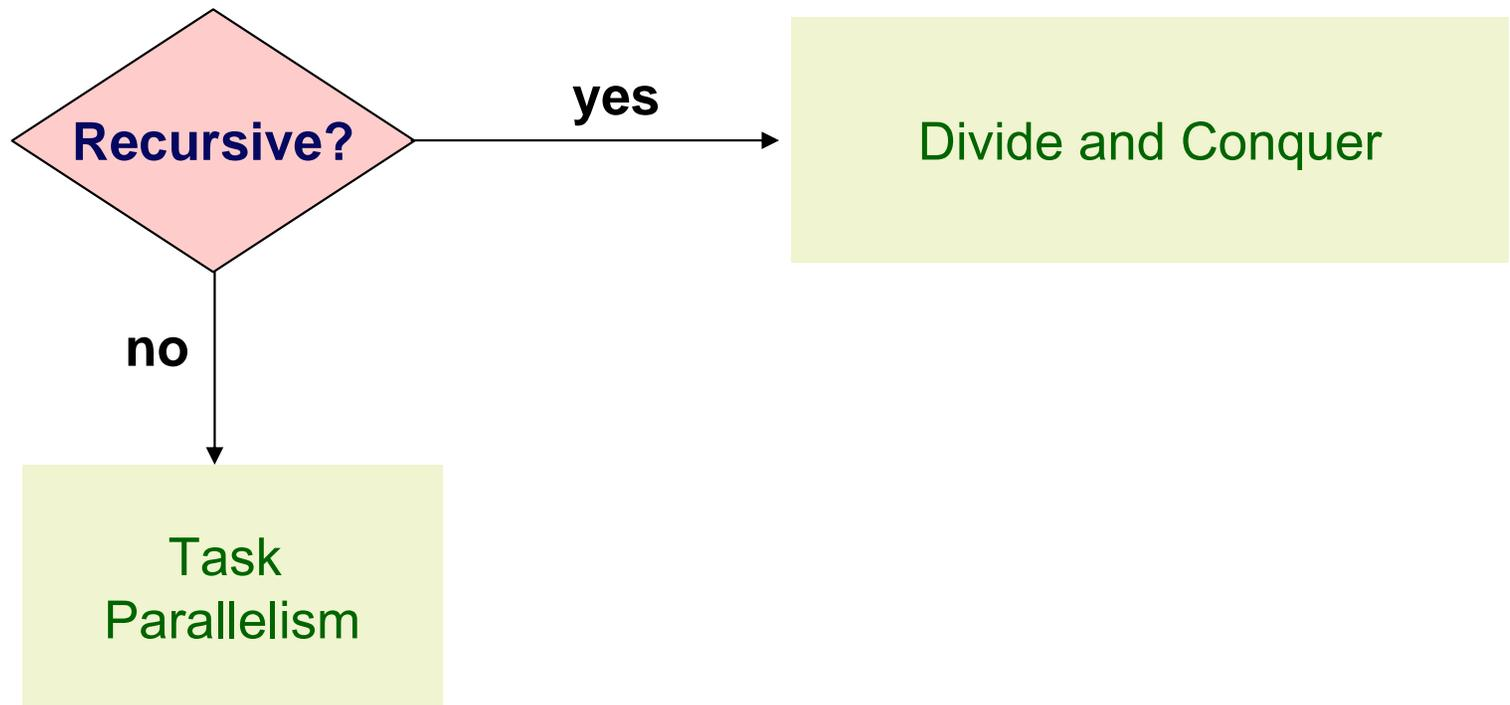 yes
Recursive?
Divide and Conquer
no
Task
Parallelism